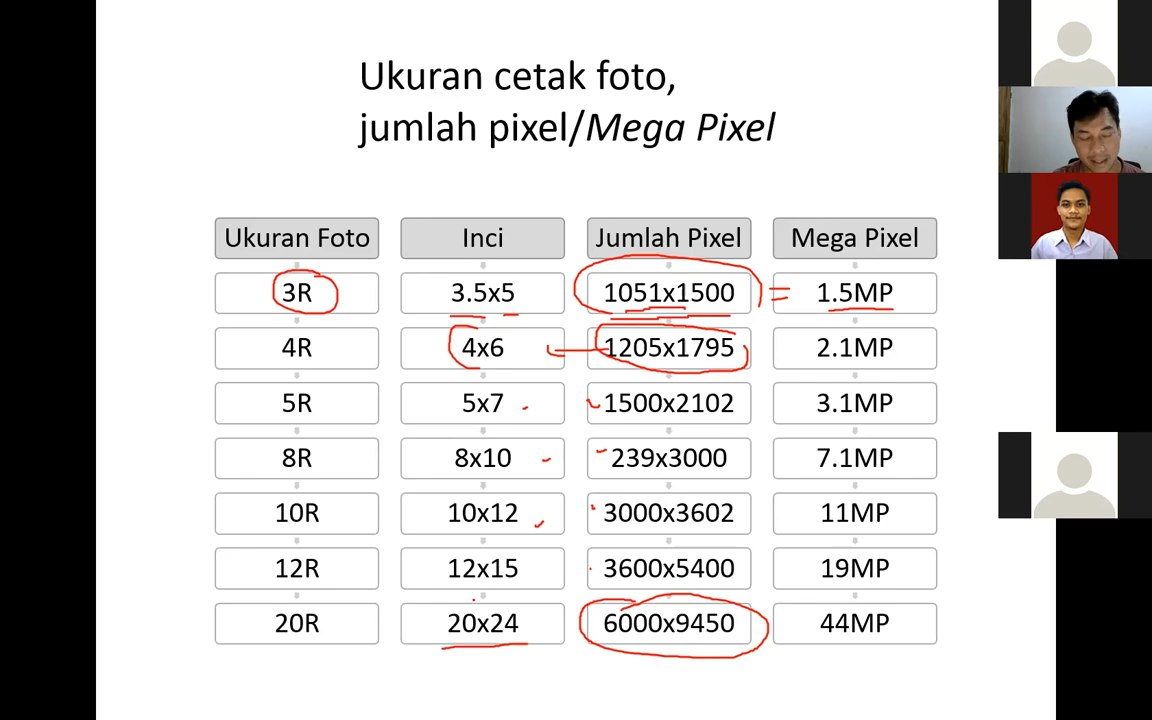 Ukuran cetak foto,
jumlah pixel/Mega Pixel
Ukuran Foto Inci Jumlah Pixel Mega Pixel
3R 3.5x5 1051x1500 1.5MP
4R 4x6 1205x1795 2.1MP
5R 5x7 1500x2102 3.1MP
8R 8x10 239x3000 7.1MP
10R 10x12 3000x3602 11MP
12R 12x15 3600x5400 19MP
20R 20x24 6000x9450 44MP